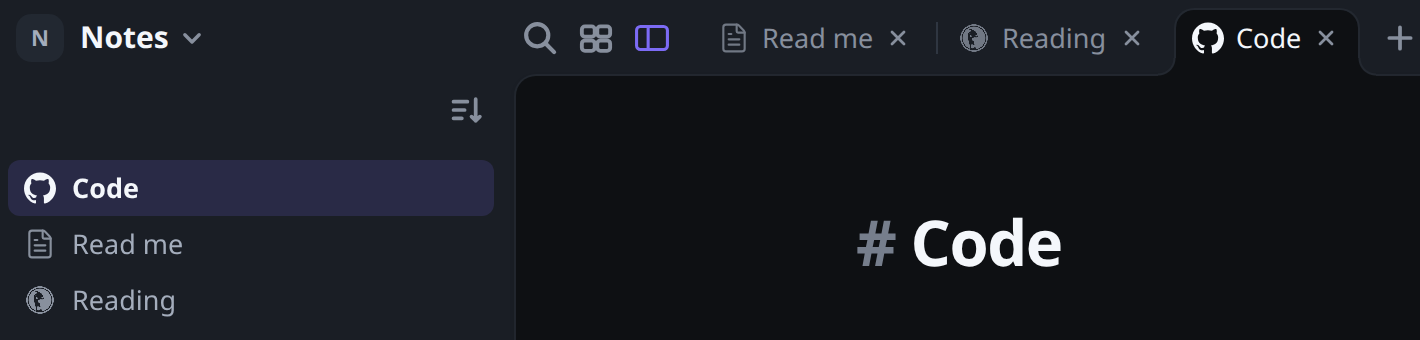 N Notes
Read me
Reading
Code
Code
Read me
Reading
# Code